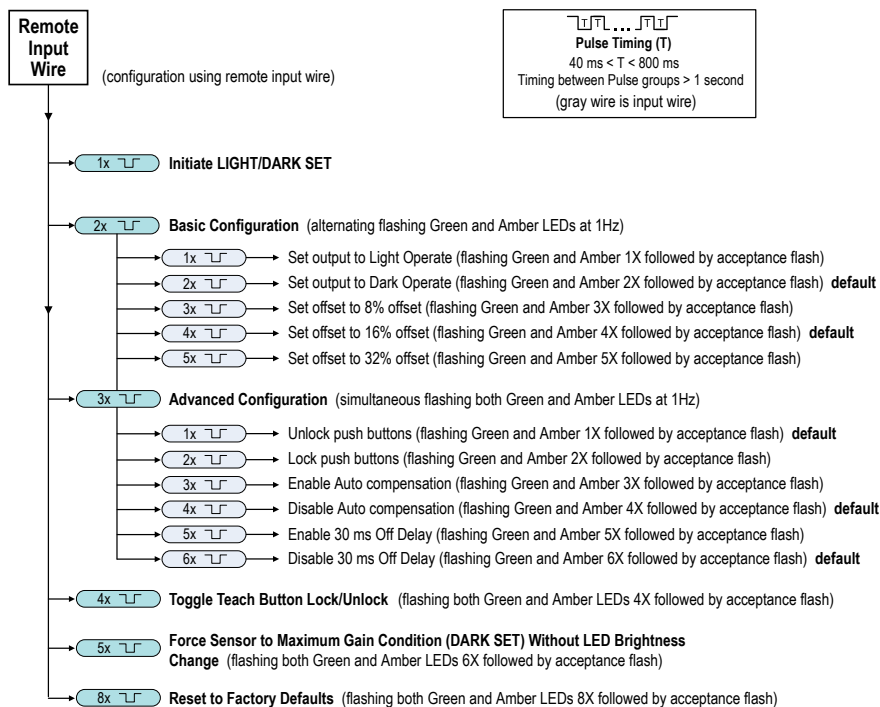 Remote
Input
Wire
(configuration using remote input wire)
T T ... T T
Pulse Timing (T)
40 ms < T < 800 ms
Timing between Pulse groups > 1 second
(gray wire is input wire)
1x Initiate LIGHT/DARK SET
2x Basic Configuration (alternating flashing Green and Amber LEDs at 1Hz)
1x Set output to Light Operate (flashing Green and Amber 1X followed by acceptance flash)
2x Set output to Dark Operate (flashing Green and Amber 2X followed by acceptance flash) default
3x Set offset to 8% offset (flashing Green and Amber 3X followed by acceptance flash)
4x Set offset to 16% offset (flashing Green and Amber 4X followed by acceptance flash) default
5x Set offset to 32% offset (flashing Green and Amber 5X followed by acceptance flash)
3x Advanced Configuration (simultaneous flashing both Green and Amber LEDs at 1Hz)
1x Unlock push buttons (flashing Green and Amber 1X followed by acceptance flash) default
2x Lock push buttons (flashing Green and Amber 2X followed by acceptance flash)
3x Enable Auto compensation (flashing Green and Amber 3X followed by acceptance flash)
4x Disable Auto compensation (flashing Green and Amber 4X followed by acceptance flash) default
5x Enable 30 ms Off Delay (flashing Green and Amber 5X followed by acceptance flash)
6x Disable 30 ms Off Delay (flashing Green and Amber 6X followed by acceptance flash) default
4x Toggle Teach Button Lock/Unlock (flashing both Green and Amber LEDs 4X followed by acceptance flash)
5x Force Sensor to Maximum Gain Condition (DARK SET) Without LED Brightness
Change (flashing both Green and Amber LEDs 6X followed by acceptance flash)
8x Reset to Factory Defaults (flashing both Green and Amber LEDs 8X followed by acceptance flash)